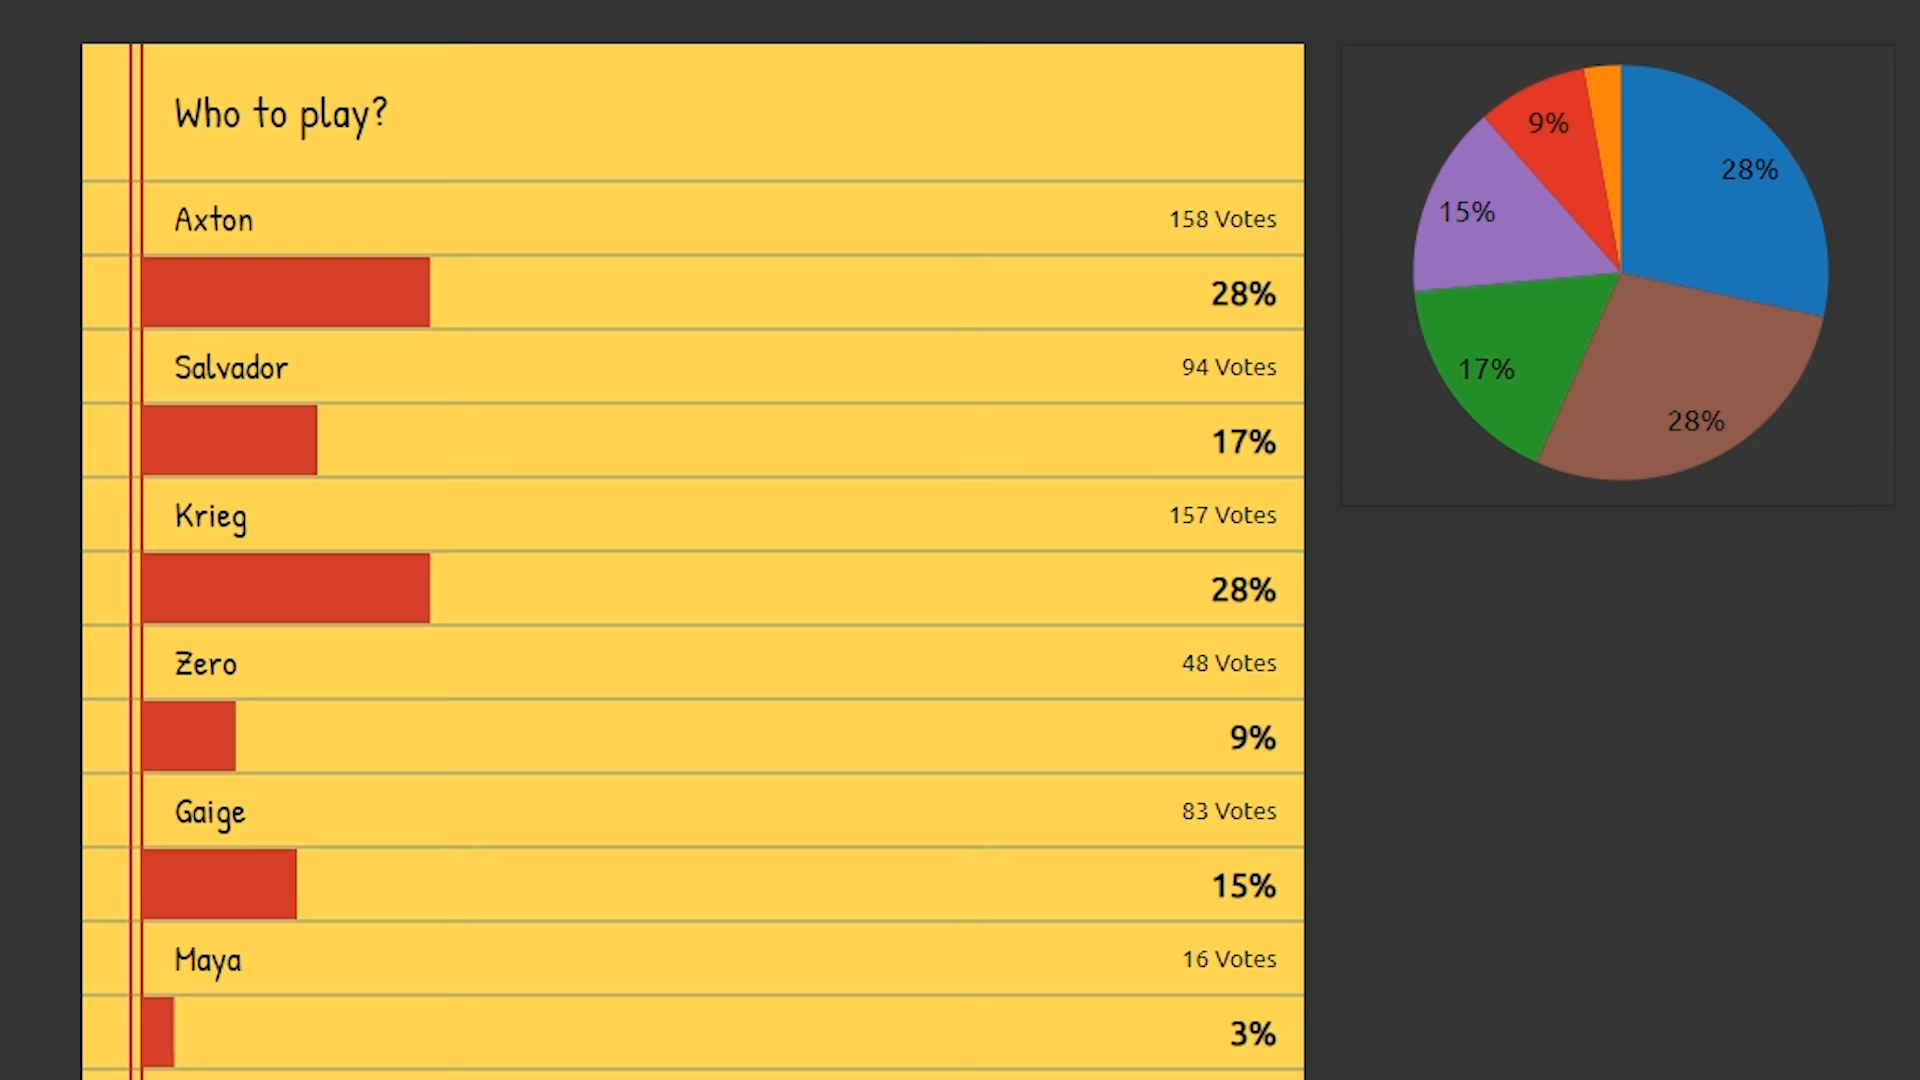 Who to play?
Axton 158 Votes
28%
Salvador 94 Votes
17%
Krieg 157 Votes
28%
Zero 48 Votes
9%
Gaige 83 Votes
15%
Maya 16 Votes
3%
9%
28%
15%
17%
28%